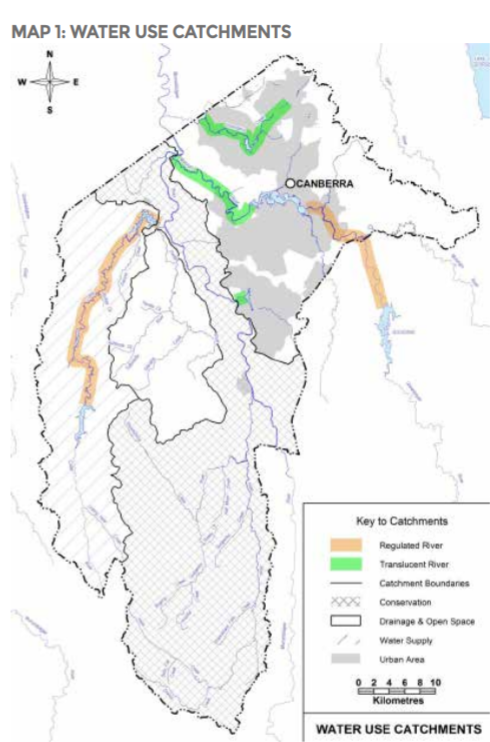 MAP 1: WATER USE CATCHMENTS
N
W E
S
CANBERRA
Key to Catchments
Regulated River
Translucent River
Catchment Boundaries
Conservation
Drainage & Open Space
Water Supply
Urban Area
0 2 4 6 8 10
Kilometres
WATER USE CATCHMENTS